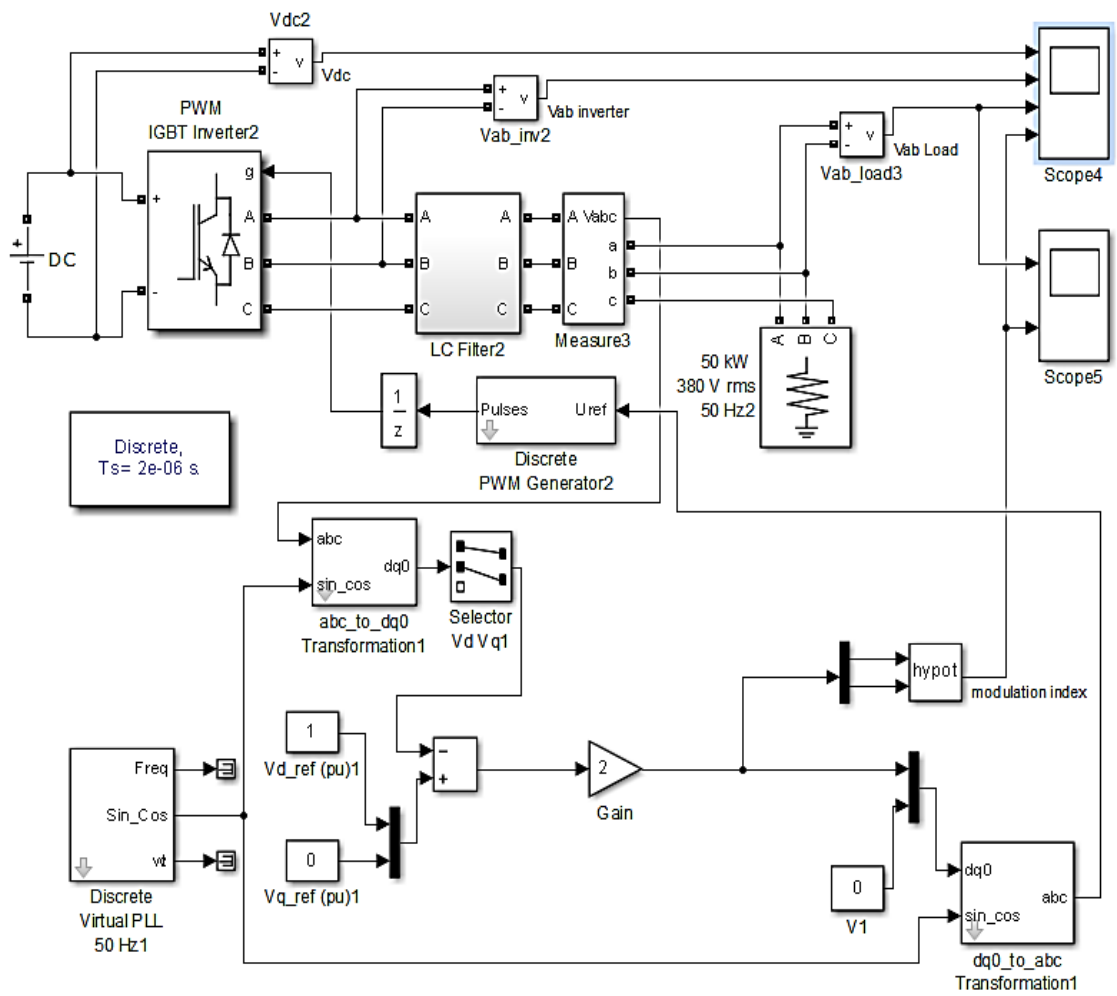 Vdc2
+
-
v
Vdc
PWM
IGBT Inverter2
g
+
-
A
B
C
+
DC
+
-
v
Vab inverter
Vab_inv2
+
-
v
Vab Load
Vab_load3
Scope4
Scope5
A
B
C
A
B
C
LC Filter2
A
B
C
Vabc
a
b
c
Measure3
A
B
C
50 kW
380 V rms
50 Hz2
1
z
Pulses
Uref
Discrete
PWM Generator2
Discrete,
Ts= 2e-06 s.
abc
sin_cos
dq0
abc_to_dq0
Transformation1
Selector
Vd Vq1
hypot
modulation index
1
Vd_ref (pu)1
0
Vq_ref (pu)1
−
+
2
Gain
Freq
Sin_Cos
wt
Discrete
Virtual PLL
50 Hz1
0
V1
dq0
sin_cos
abc
dq0_to_abc
Transformation1